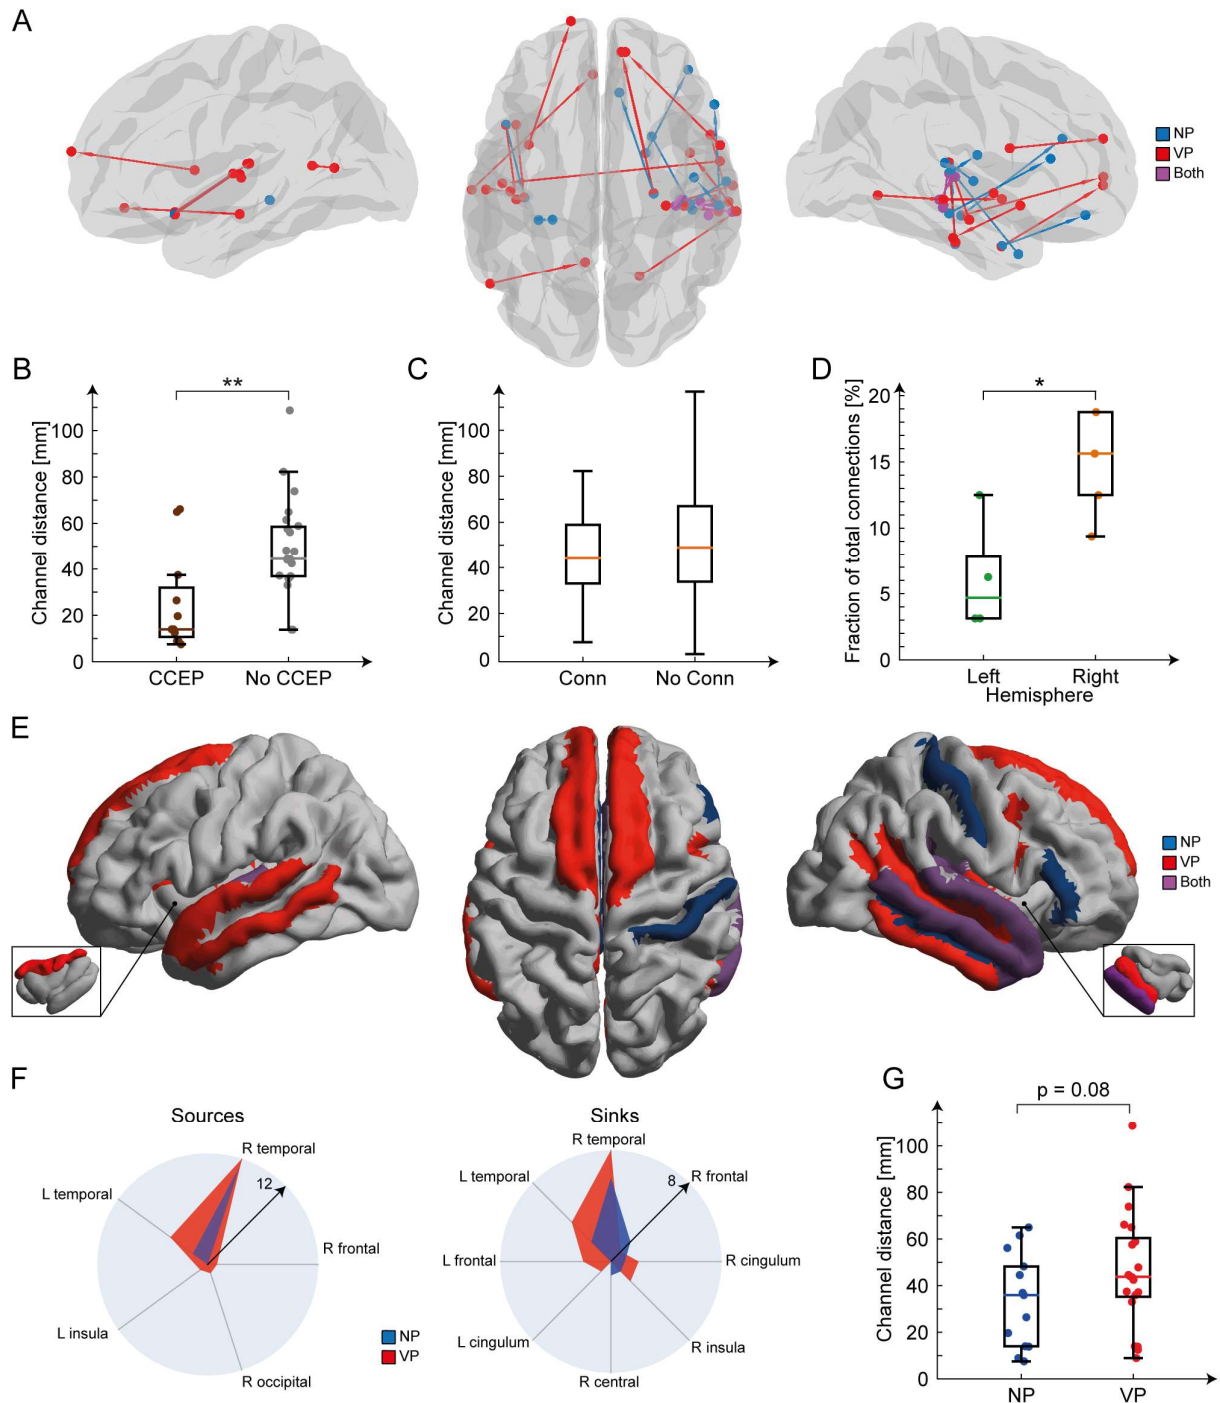 A
NP
VP
Both
B
**
Channel distance [mm]
100
80
60
40
20
0
CCEP
No CCEP
C
Channel distance [mm]
100
80
60
40
20
0
Conn
No Conn
D
*
Fraction of total connections [%]
20
15
10
5
0
Left
Right
Hemisphere
E
NP
VP
Both
F
Sources
R temporal
12
L temporal
R frontal
L insula
R occipital
NP
VP
Sinks
R temporal
8
R frontal
L temporal
L frontal
R cingulum
L cingulum
R insula
R central
G
p = 0.08
Channel distance [mm]
100
80
60
40
20
0
NP
VP